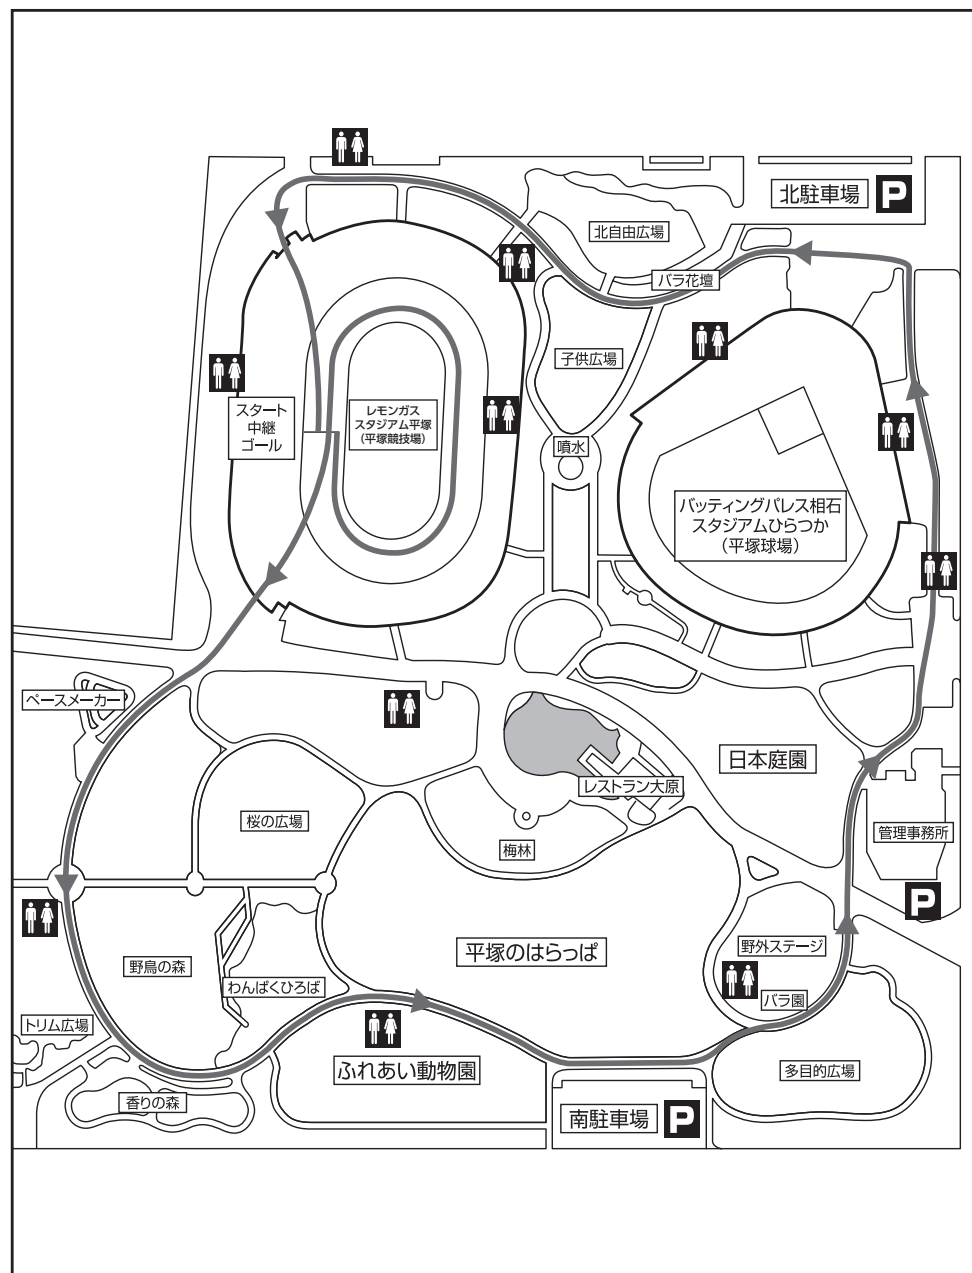 北駐車場
P
北自由広場
バラ花壇
子供広場
スタート
中継
ゴール
レモンガス
スタジアム平塚
(平塚競技場)
噴水
バッティングパレス相石
スタジアムひらつか
(平塚球場)
ペースメーカー
日本庭園
レストラン大原
桜の広場
梅林
管理事務所
P
野鳥の森
平塚のはらっぱ
野外ステージ
わんぱくひろば
バラ園
トリム広場
ふれあい動物園
多目的広場
香りの森
南駐車場
P